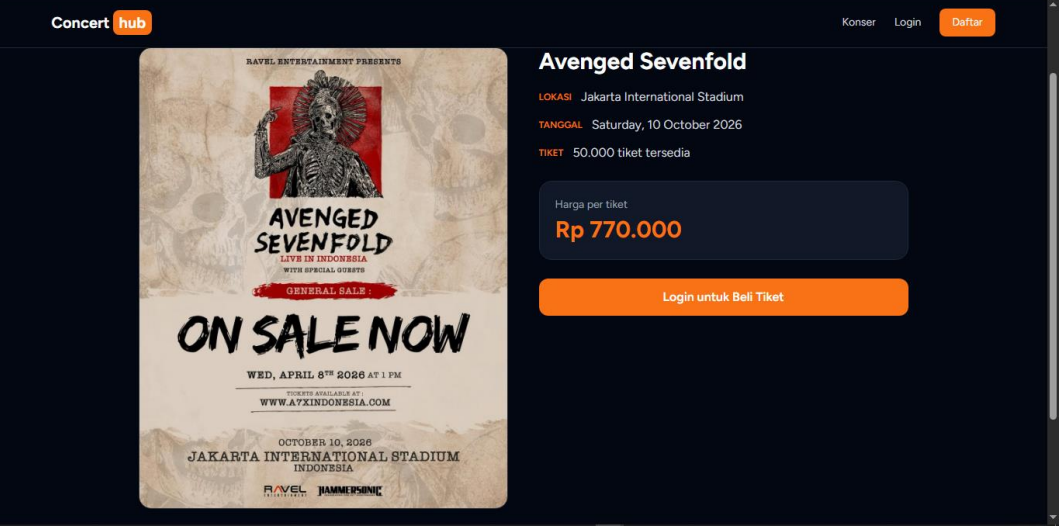 Concert hub
Konser
Login
Daftar
RAVEL ENTERTAINMENT PRESENTS
AVENGED
SEVENFOLD
LIVE IN INDONESIA
WITH SPECIAL GUESTS
GENERAL SALE :
ON SALE NOW
WED, APRIL 8TH 2026 AT 1 PM
TICKETS AVAILABLE AT :
WWW.A7XINDONESIA.COM
OCTOBER 10, 2026
JAKARTA INTERNATIONAL STADIUM
INDONESIA
RAVEL
ENTERTAINMENT
HAMMERSONIC
Avenged Sevenfold
LOKASI Jakarta International Stadium
TANGGAL Saturday, 10 October 2026
TIKET 50.000 tiket tersedia
Harga per tiket
Rp 770.000
Login untuk Beli Tiket